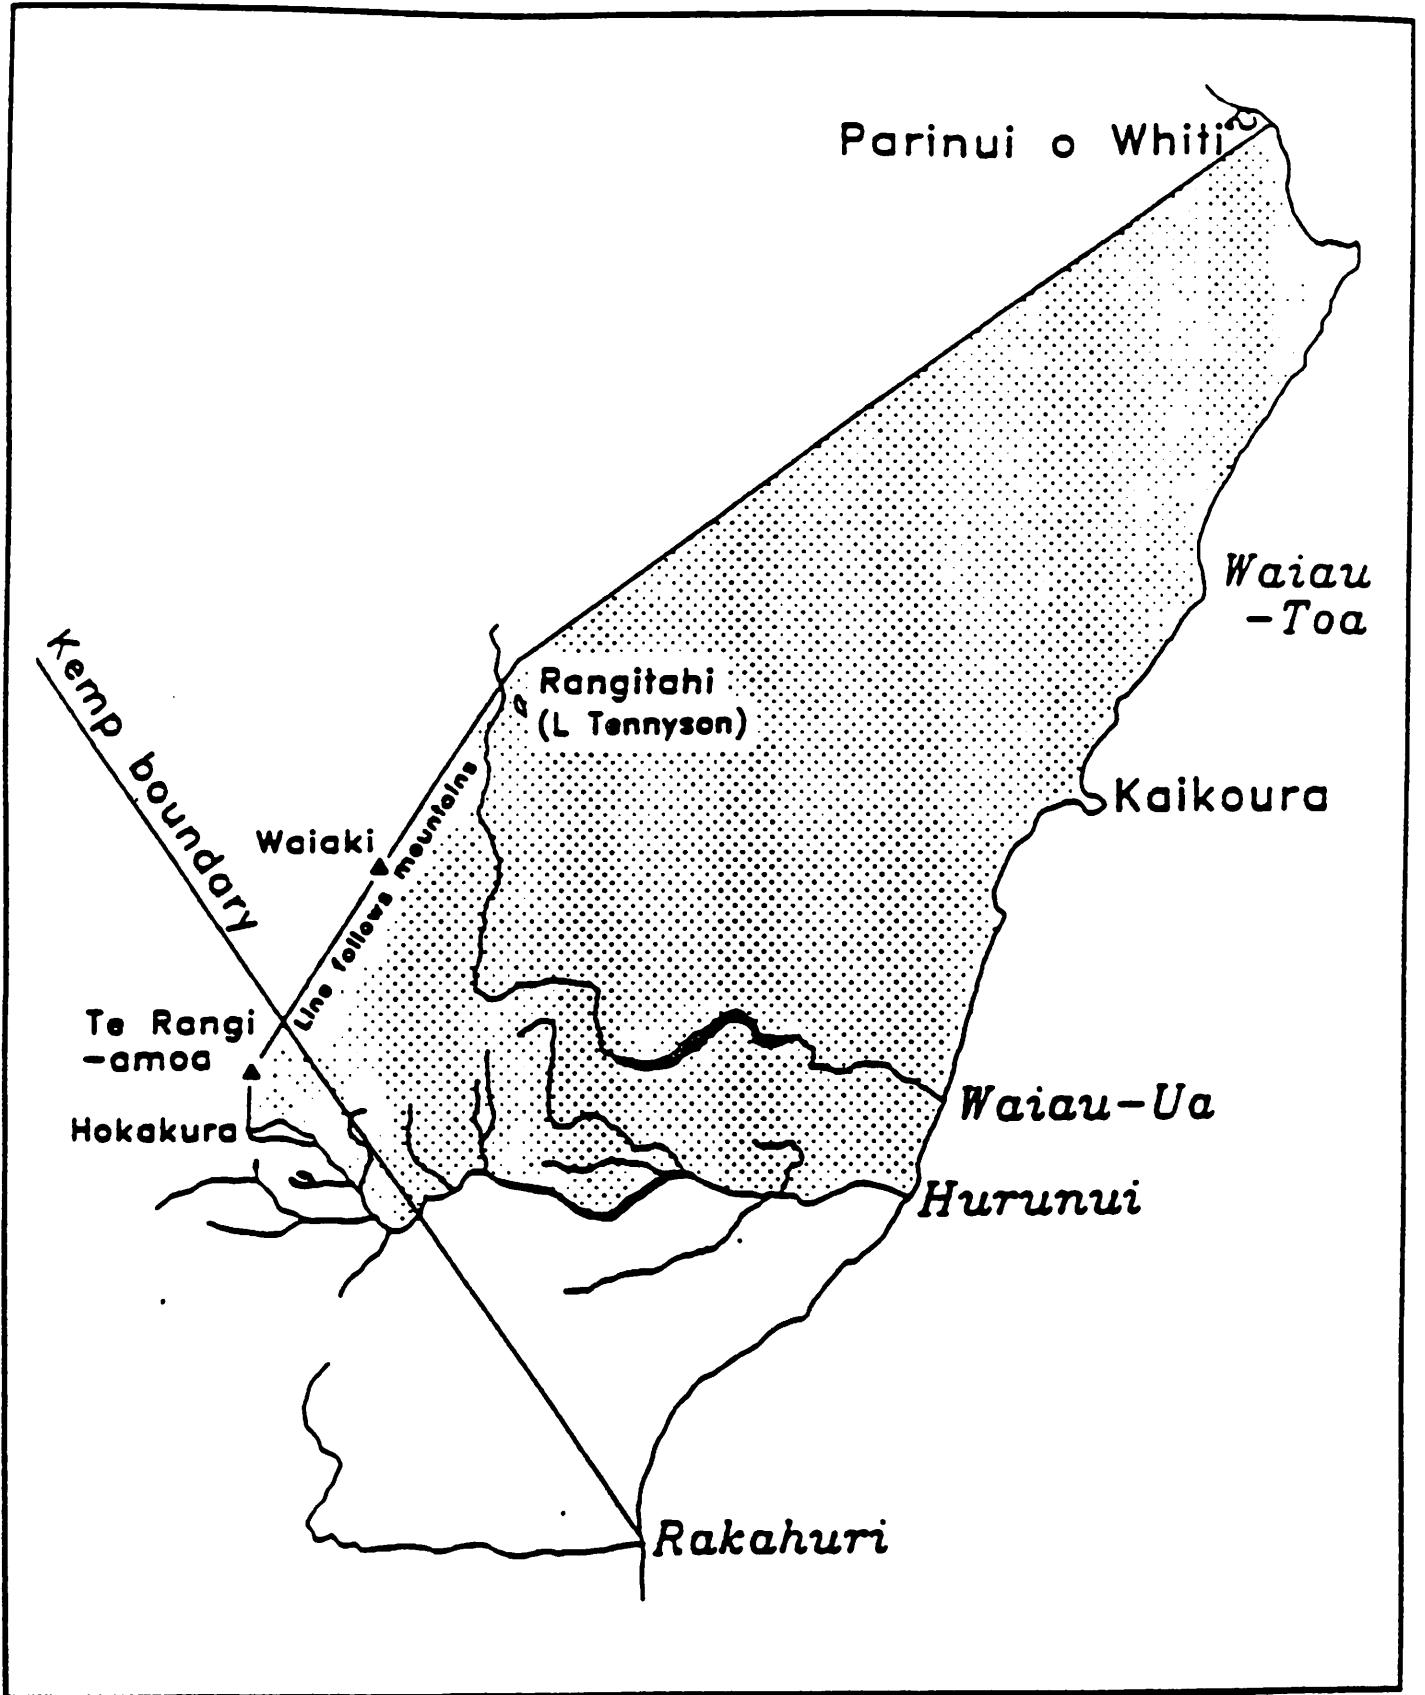 Parinui o Whiti
Waiau
-Toa
Kemp boundary
Rangitahi
(L Tennyson)
Line follows mountains
Kaikoura
Waiaki
Te Rangi
-amoa
Hokakura
Waiau-Ua
Hurunui
Rakahuri